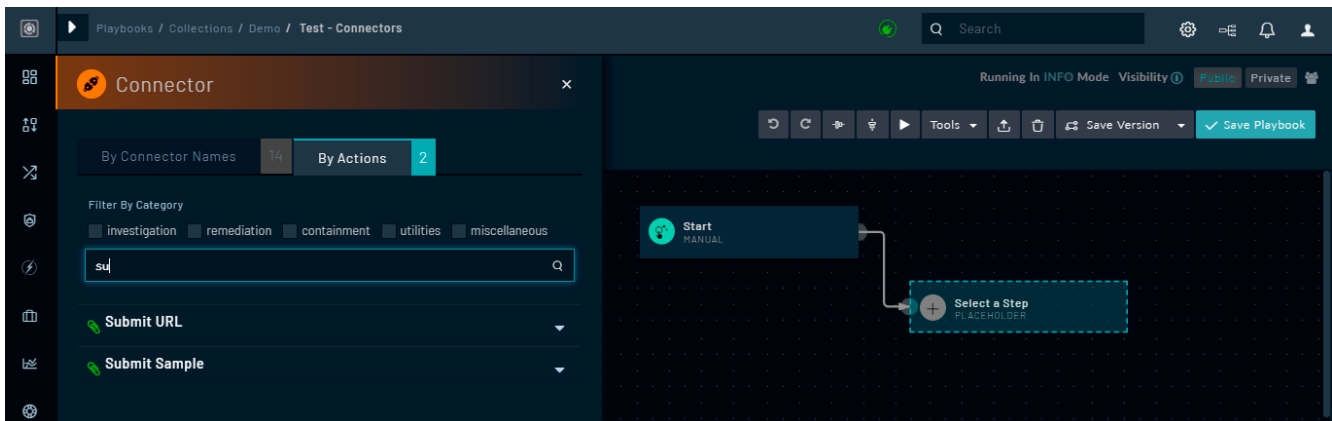 Playbooks / Collections / Demo / Test - Connectors
Search
Connector
Running In INFO Mode Visibility Public Private
Tools Save Version Save Playbook
By Connector Names 14 By Actions 2
Filter By Category
investigation remediation containment utilities miscellaneous
su
Start
MANUAL
Select a Step
PLACEHOLDER
Submit URL
Submit Sample